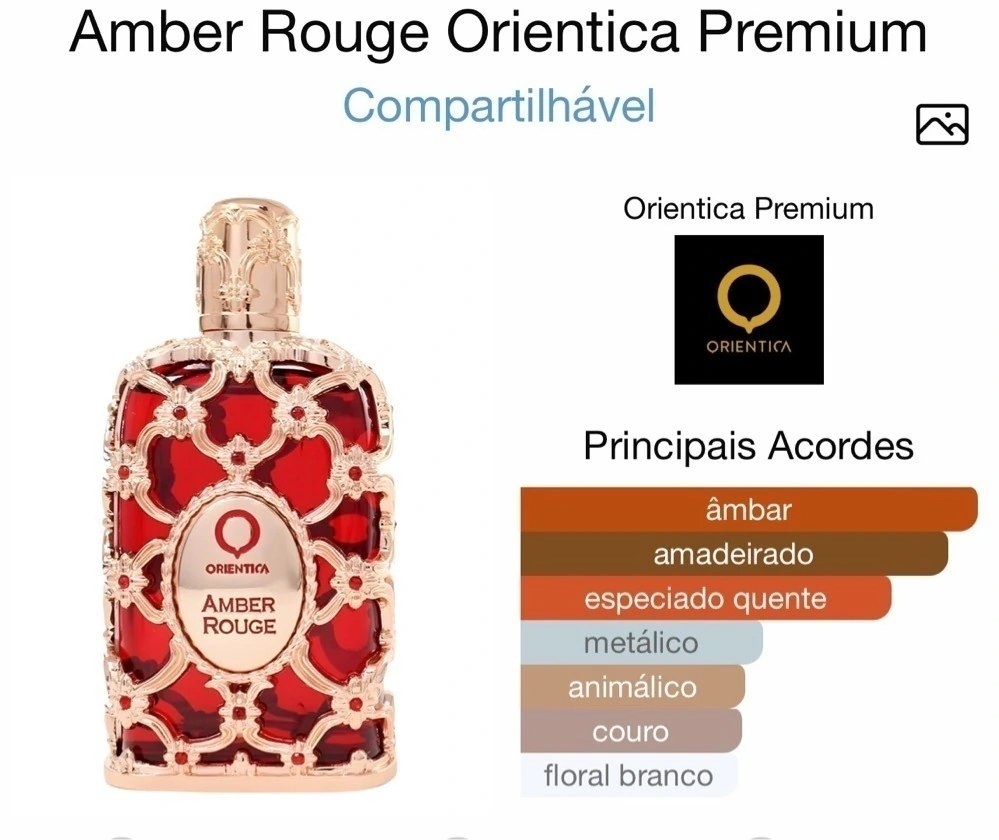 Amber Rouge Orientica Premium
Compartilhável
Orientica Premium
ORIENTICA
Principais Acordes
âmbar
amadeirado
especiado quente
metálico
animálico
couro
floral branco
ORIENTICA
AMBER
ROUGE